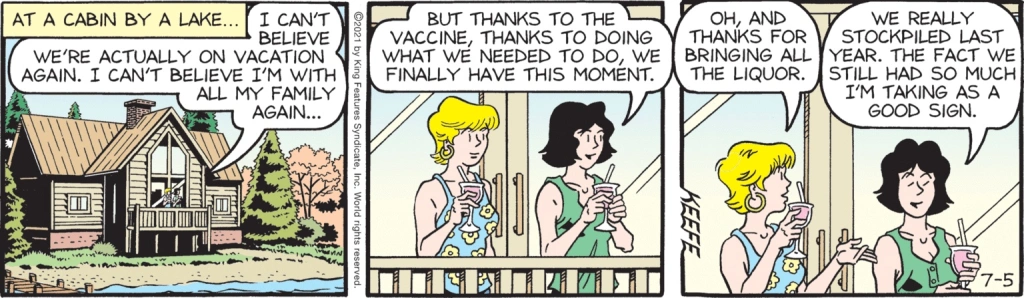 AT A CABIN BY A LAKE...
I CAN'T
BELIEVE
WE'RE ACTUALLY ON VACATION
AGAIN. I CAN'T BELIEVE I'M WITH
ALL MY FAMILY
AGAIN...
©2021 by King Features Syndicate, Inc. World rights reserved.
BUT THANKS TO THE
VACCINE, THANKS TO DOING
WHAT WE NEEDED TO DO, WE
FINALLY HAVE THIS MOMENT.
OH, AND
THANKS FOR
BRINGING ALL
THE LIQUOR.
WE REALLY
STOCKPILED LAST
YEAR. THE FACT WE
STILL HAD SO MUCH
I'M TAKING AS A
GOOD SIGN.
KEEFE
7-5